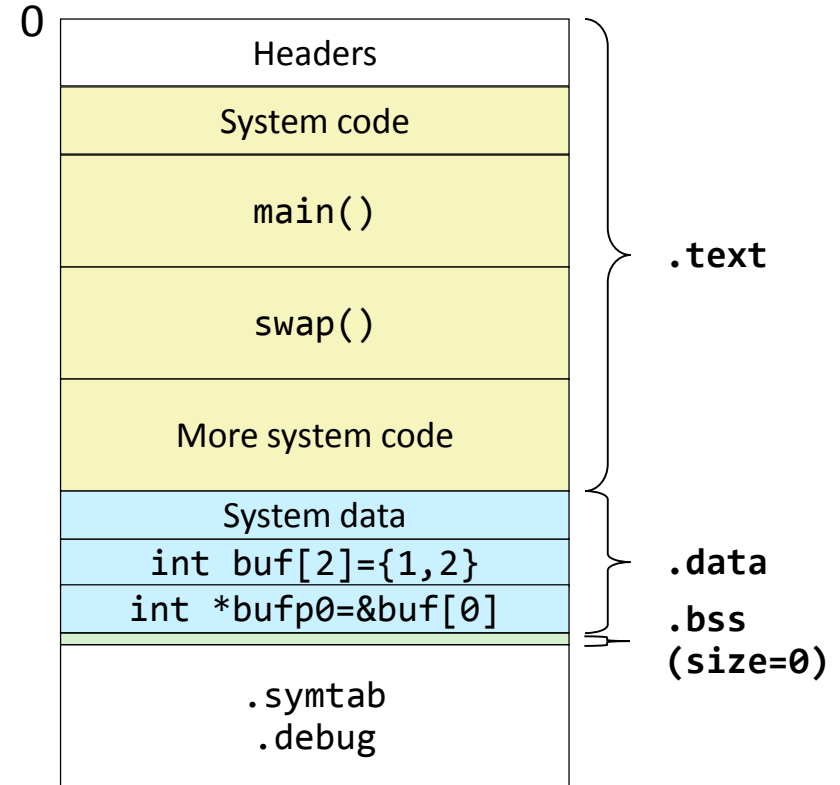 0
Headers
System code
main()
.text
swap()
More system code
System data
int buf[2]={1,2}
.data
int *bufp0=&buf[0]
.bss
(size=0)
.symtab
.debug